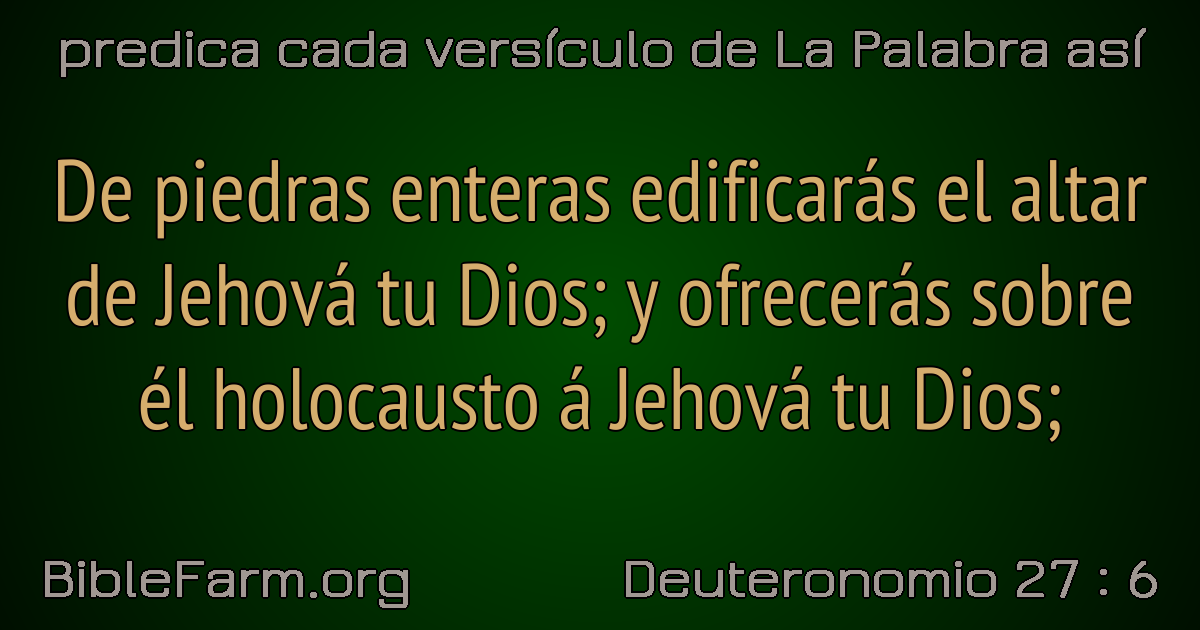 predica cada versículo de La Palabra así
De piedras enteras edificarás el altar
de Jehová tu Dios; y ofrecerás sobre
él holocausto á Jehová tu Dios;
BibleFarm.org
Deuteronomio 27 : 6